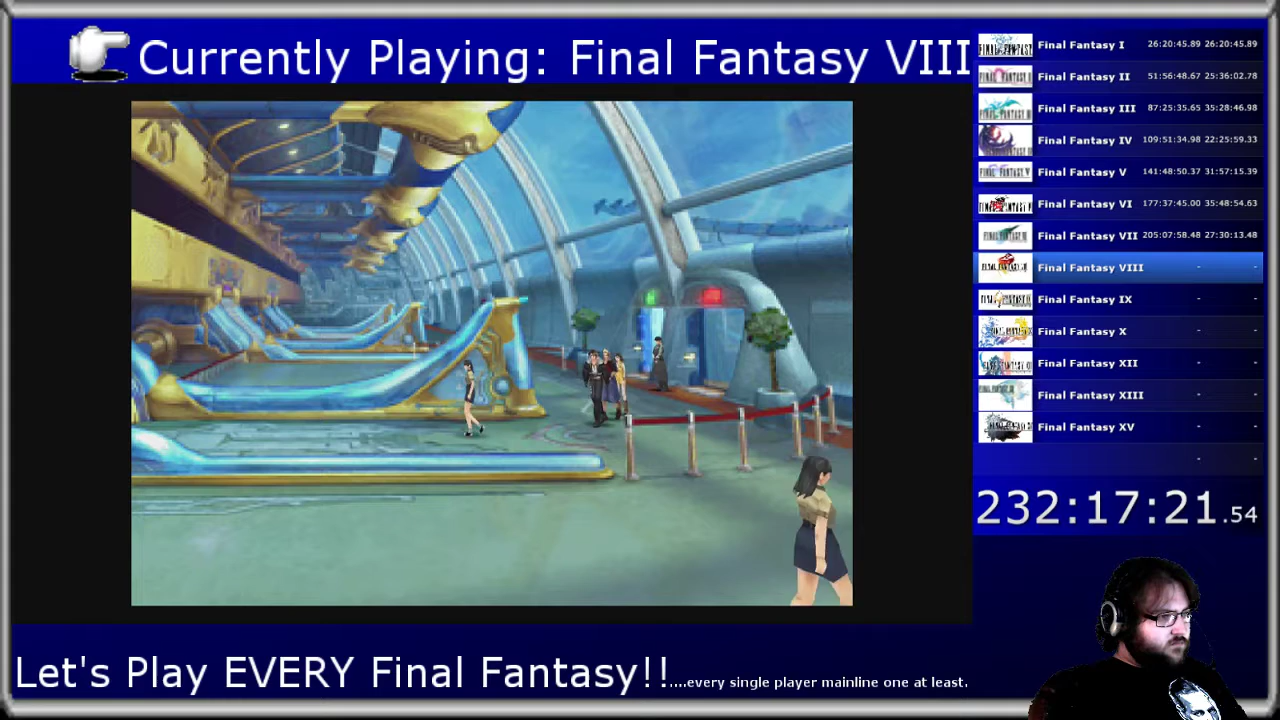 Currently Playing: Final Fantasy VIII
Final Fantasy I 26:20:45.89 26:20:45.89
Final Fantasy II 51:56:48.67 25:36:02.78
Final Fantasy III 87:25:35.65 35:28:46.98
Final Fantasy IV 109:51:34.98 22:25:59.33
Final Fantasy V 141:48:50.37 31:57:15.39
Final Fantasy VI 177:37:45.00 35:48:54.63
Final Fantasy VII 205:07:58.48 27:30:13.48
Final Fantasy VIII - -
Final Fantasy IX - -
Final Fantasy X - -
Final Fantasy XII - -
Final Fantasy XIII - -
Final Fantasy XV - -
- -
232:17:21.54
Let's Play EVERY Final Fantasy!!....every single player mainline one at least.